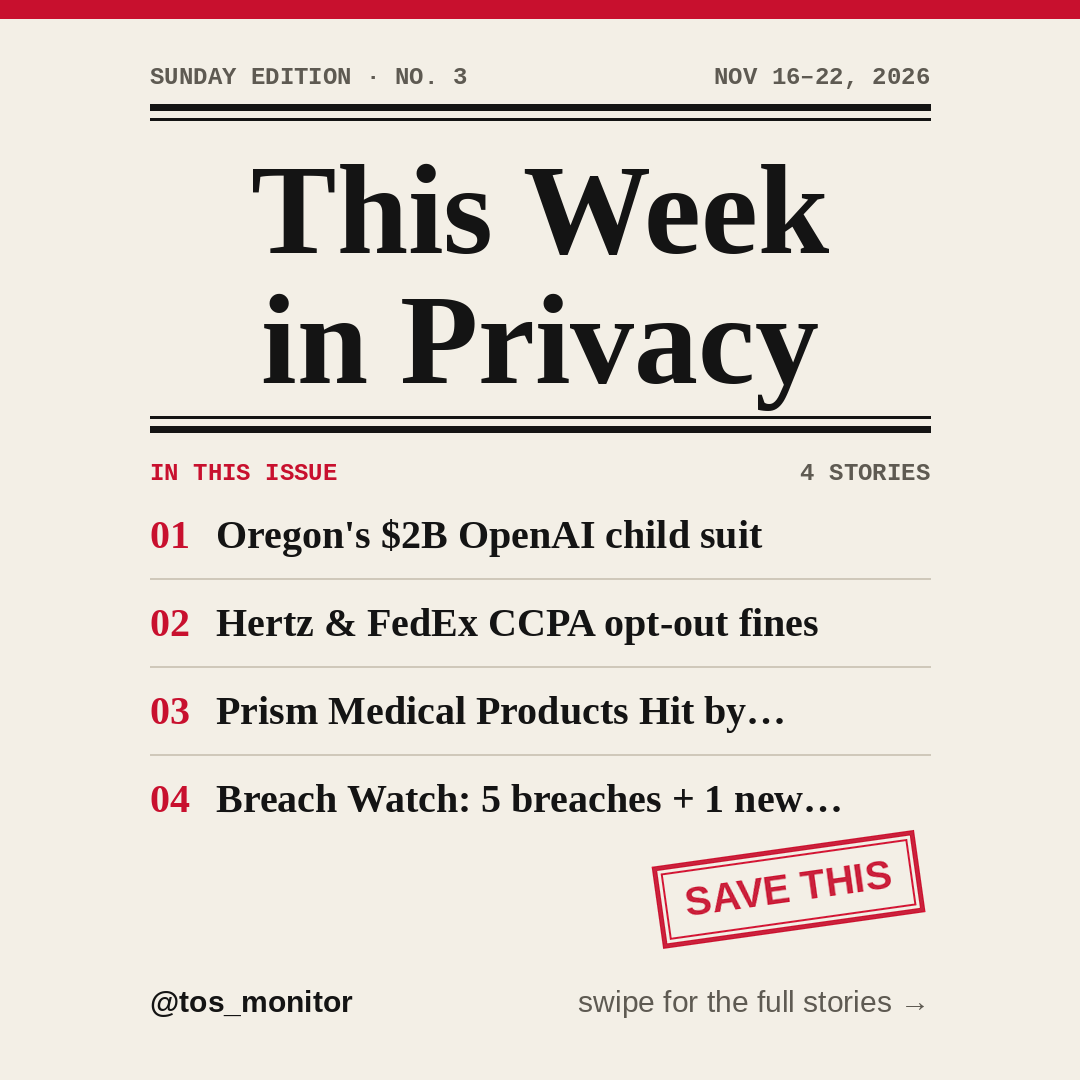 SUNDAY EDITION · NO. 3
NOV 16–22, 2026
This Week
in Privacy
IN THIS ISSUE
4 STORIES
01 Oregon's $2B OpenAI child suit
02 Hertz & FedEx CCPA opt-out fines
03 Prism Medical Products Hit by…
04 Breach Watch: 5 breaches + 1 new…
SAVE THIS
@tos_monitor
swipe for the full stories →